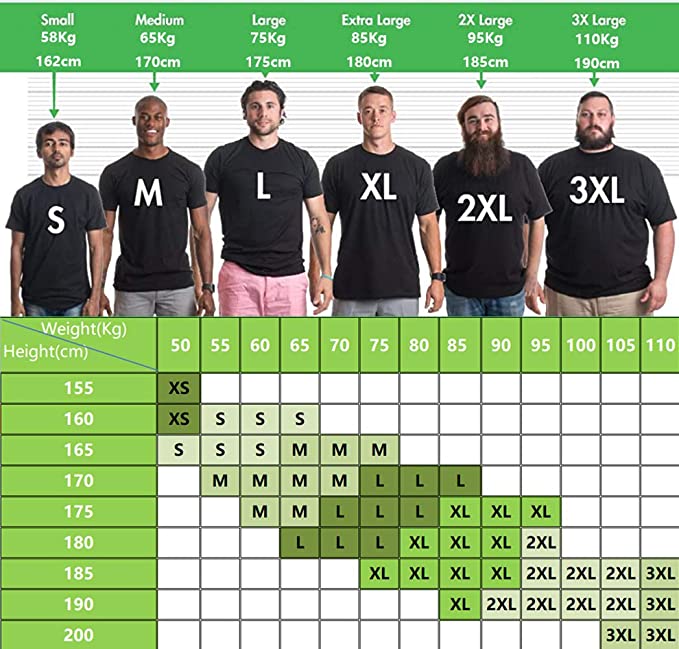 Small Medium Large Extra Large 2X Large 3X Large
58Kg 65Kg 75Kg 85Kg 95Kg 110Kg
162cm 170cm 175cm 180cm 185cm 190cm
S M L XL 2XL 3XL
Weight(Kg)
Height(cm) 50 55 60 65 70 75 80 85 90 95 100 105 110
155 XS
160 XS S S S
165 S S S M M M
170 M M M M L L L
175 M M L L L XL XL XL
180 L L L XL XL XL 2XL
185 XL XL XL XL 2XL 2XL 2XL 3XL
190 XL 2XL 2XL 2XL 2XL 3XL
200 3XL 3XL